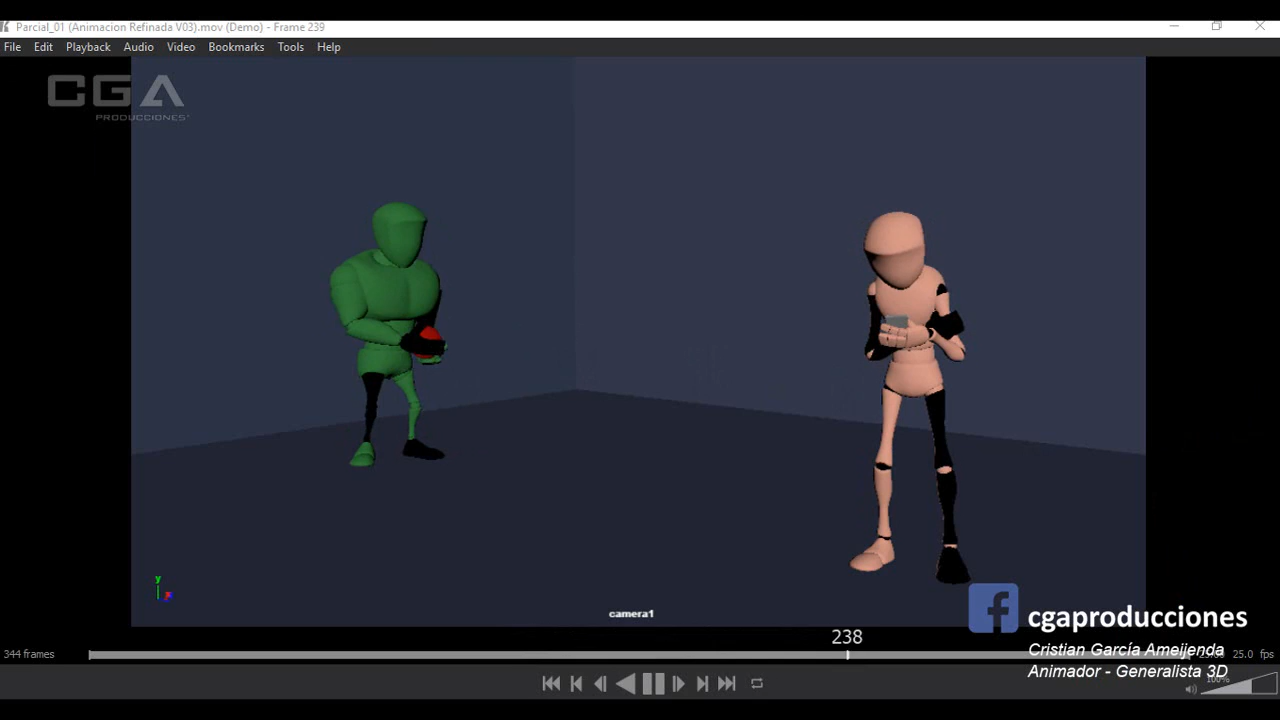 Parcial_01 (Animacion Refinada V03).mov (Demo) - Frame 239
File Edit Playback Audio Video Bookmarks Tools Help
CGA
PRODUCCIONES
y
camera1
cgaproducciones
238
344 frames
Cristian García Ameijenda
25.0 fps
Animador - Generalista 3D
100%